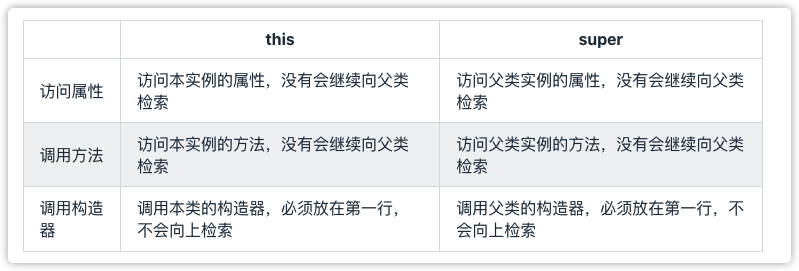 this super
访问属性 访问本实例的属性，没有会继续向父类 访问父类实例的属性，没有会继续向父类
检索 检索
调用方法 访问本实例的方法，没有会继续向父类 访问父类实例的方法，没有会继续向父类
检索 检索
调用构造 调用本类的构造器，必须放在第一行， 调用父类的构造器，必须放在第一行，不
器 不会向上检索 会向上检索